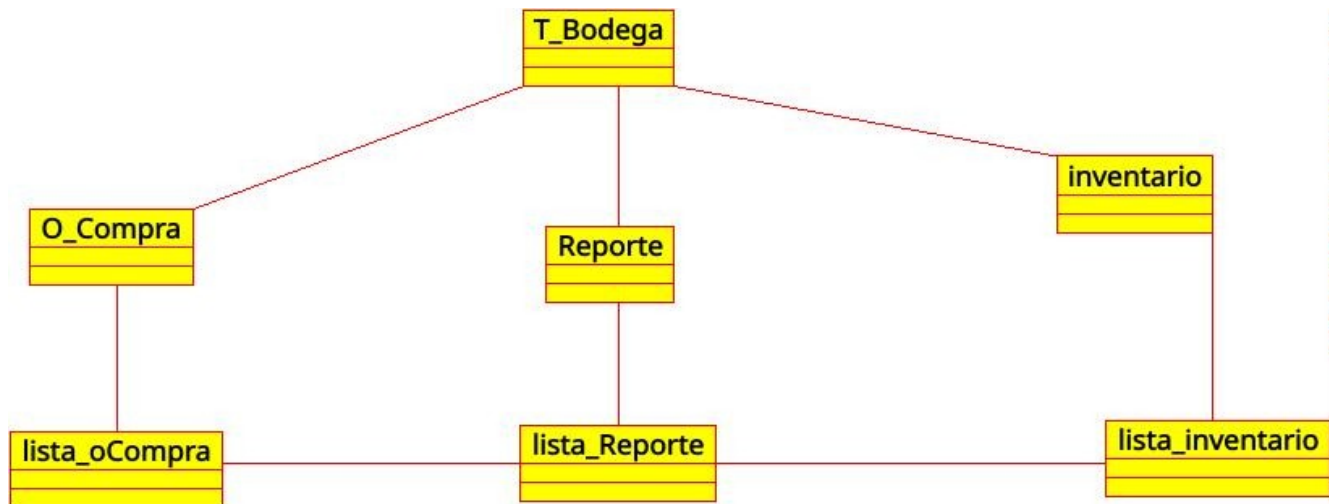 T_Bodega
inventario
O_Compra
Reporte
lista_oCompra
lista_Reporte
lista_inventario